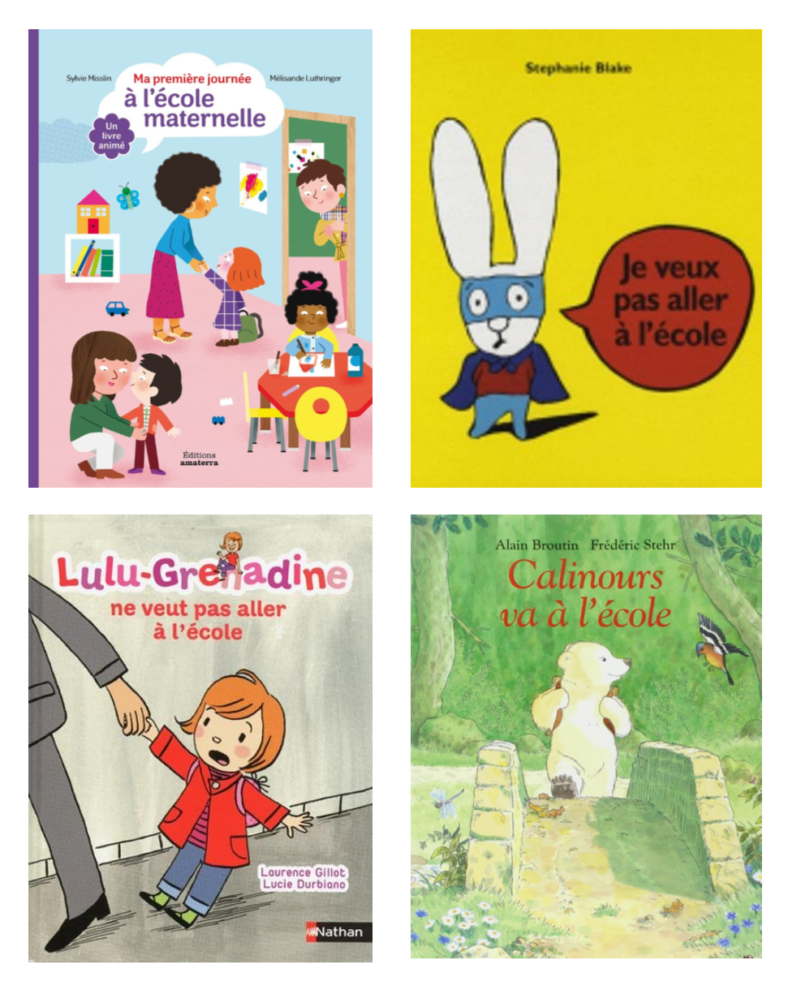 Sylvie Misslin
Ma première journée
Mélisande Luthringer
à l'école
maternelle
Un
livre
animé
Éditions
amaterra
Stephanie Blake
Je veux
pas aller
à l'école
Lulu-Grenadine
ne veut pas aller
à l'école
Laurence Gillot
Lucie Durbiano
Nathan
Alain Broutin Frédéric Stehr
Calinours
va à l'école